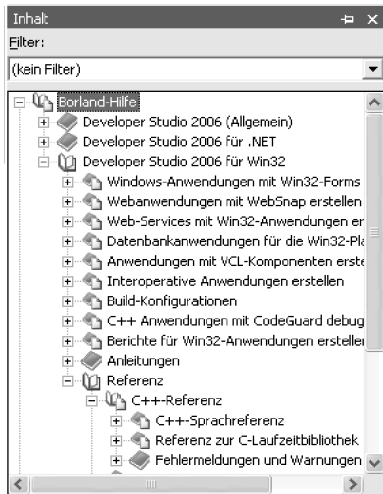 Inhalt
Filter:
(kein Filter)
Borland-Hilfe
Developer Studio 2006 (Allgemein)
Developer Studio 2006 für .NET
Developer Studio 2006 für Win32
Windows-Anwendungen mit Win32-Forms
Webanwendungen mit WebSnap erstellen
Web-Services mit Win32-Anwendungen er
Datenbankanwendungen für die Win32-Pla
Anwendungen mit VCL-Komponenten erste
Interoperative Anwendungen erstellen
Build-Konfigurationen
C++ Anwendungen mit CodeGuard debug
Berichte für Win32-Anwendungen erstellen
Anleitungen
Referenz
C++-Referenz
C++-Sprachreferenz
Referenz zur C-Laufzeitbibliothek
Fehlermeldungen und Warnungen